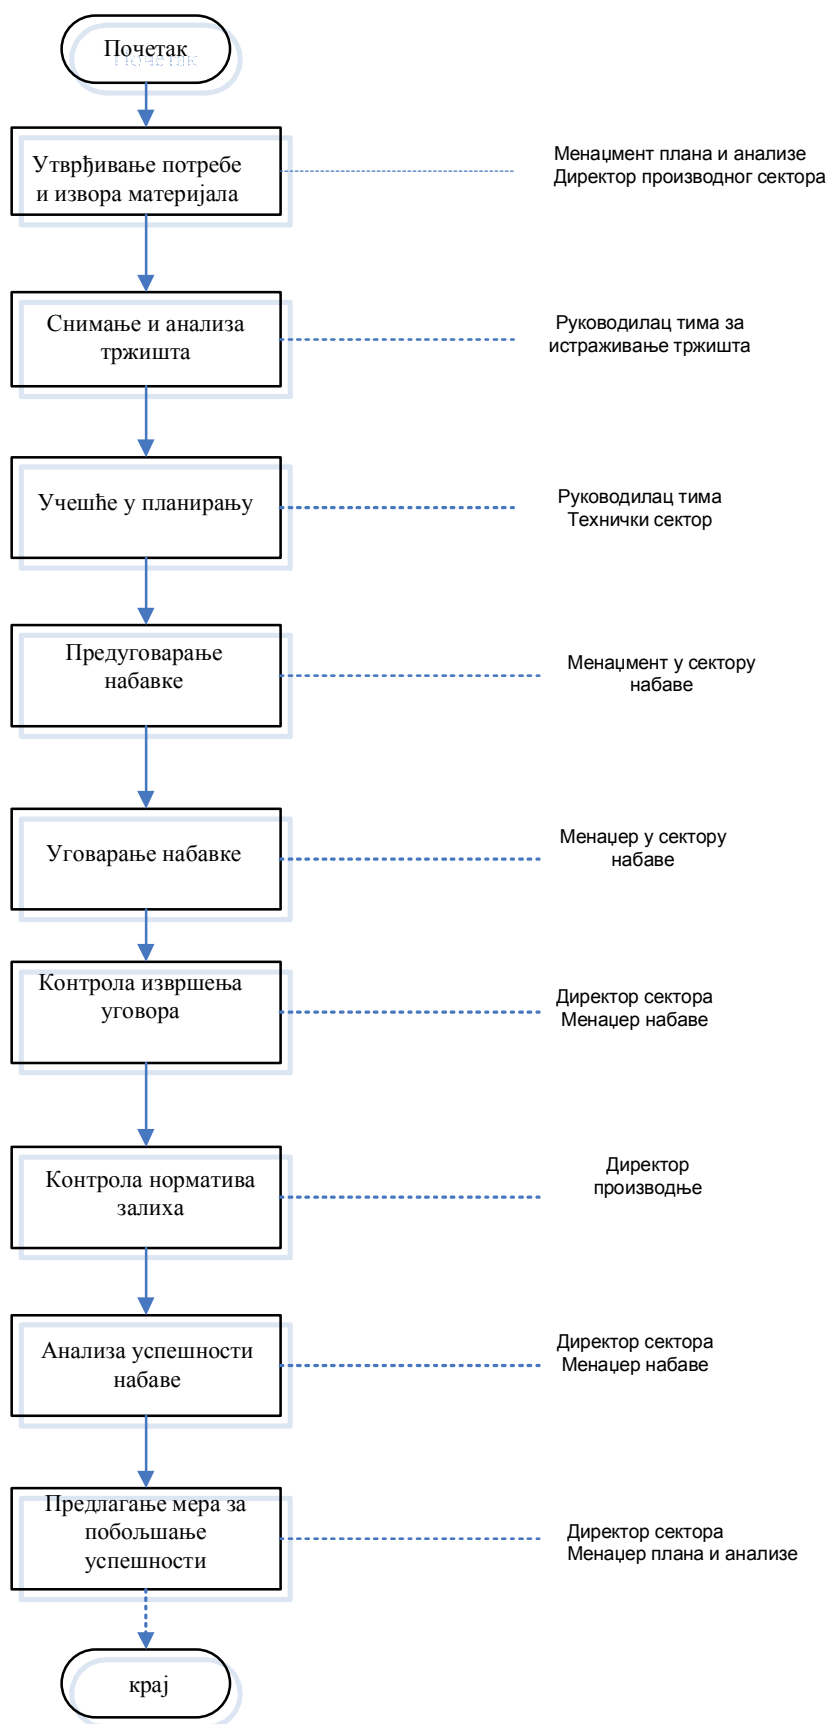 Почетак
Утврђивање потребе
и извора материјала
Менаџмент плана и анализе
Директор производног сектора
Снимање и анализа
тржишта
Руководилац тима за
истраживање тржишта
Учешће у планирању
Руководилац тима
Технички сектор
Предуговарање
набавке
Менаџмент у сектору
набаве
Уговарање набавке
Менаџер у сектору
набаве
Контрола извршења
уговора
Директор сектора
Менаџер набаве
Контрола норматива
залиха
Директор
производње
Анализа успешности
набаве
Директор сектора
Менаџер набаве
Предлагање мера за
побољшање
успешности
Директор сектора
Менаџер плана и анализе
крај